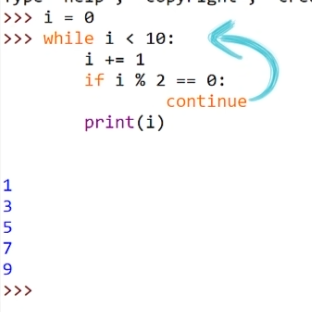 >>> i = 0
>>> while i < 10:
        i += 1
        if i % 2 == 0:
                continue
        print(i)
1
3
5
7
9
>>>